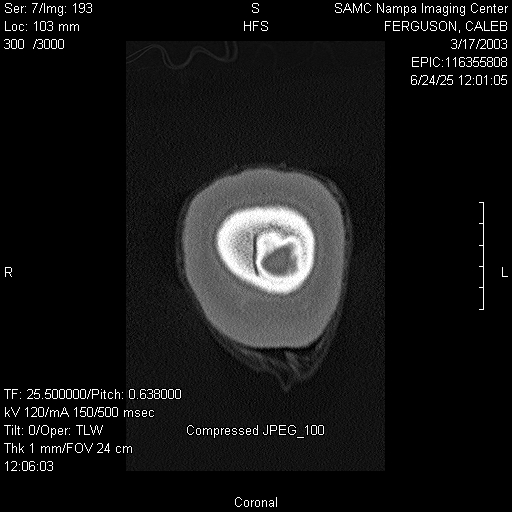 Ser: 7/Img: 193
Loc: 103 mm
300 /3000
S
HFS
SAMC Nampa Imaging Center
FERGUSON, CALEB
3/17/2003
EPIC:116355808
6/24/25 12:01:05
R
L
TF: 25.500000/Pitch: 0.638000
kV 120/mA 150/500 msec
Tilt: 0/Oper: TLW
Thk 1 mm/FOV 24 cm
12:06:03
Compressed JPEG_100
Coronal